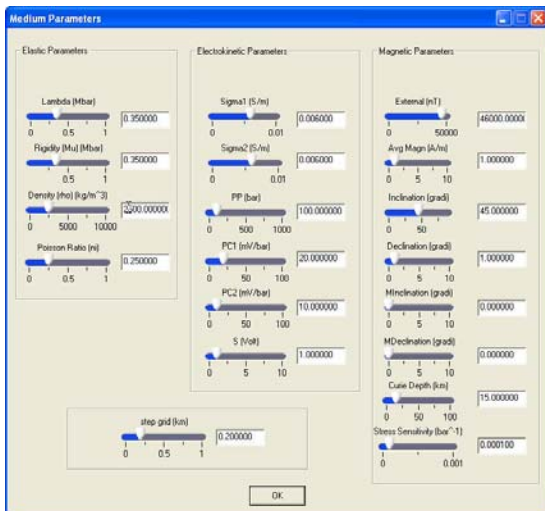 Medium Parameters
Elastic Parameters
Lambda (Mbar)
0.350000
0 0.5 1
Rigidity (Mu) (Mbar)
0.350000
0 0.5 1
Density (rho) (kg/m^3)
0 5000 10000
Poisson Ratio (ni)
0.250000
0 0.5 1
Electrokinetic Parameters
Sigma1 (S/m)
0.006000
0 0.01
Sigma2 (S/m)
0.006000
0 0.01
PP (bar)
100.000000
0 500 1000
PC1 (mV/bar)
20.000000
0 50 100
PC2 (mV/bar)
10.000000
0 50 100
S (Volt)
1.000000
0 5 10
Magnetic Parameters
External (nT)
46000.0000
0 50000
Avg Magn (A/m)
1.000000
0 5 10
Inclination (gradi)
45.000000
0 50
Declination (gradi)
1.000000
0 5 10
MInclination (gradi)
0.000000
0 5 10
MDeclination (gradi)
0.000000
0 5 10
Curie Depth (km)
15.000000
0 50 100
Stress Sensitivity (bar^-1)
0.000100
0 0.001
step grid (km)
0.200000
0 0.5 1
OK